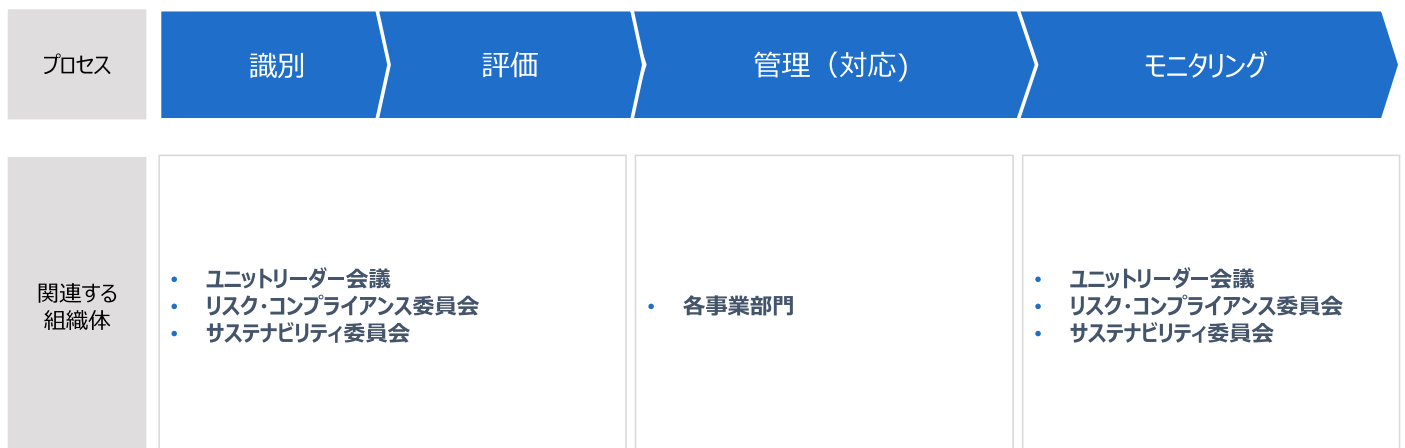 プロセス
識別
評価
管理（対応)
モニタリング
関連する
組織体
• ユニットリーダー会議
• リスク・コンプライアンス委員会
• サステナビリティ委員会
• 各事業部門
• ユニットリーダー会議
• リスク・コンプライアンス委員会
• サステナビリティ委員会